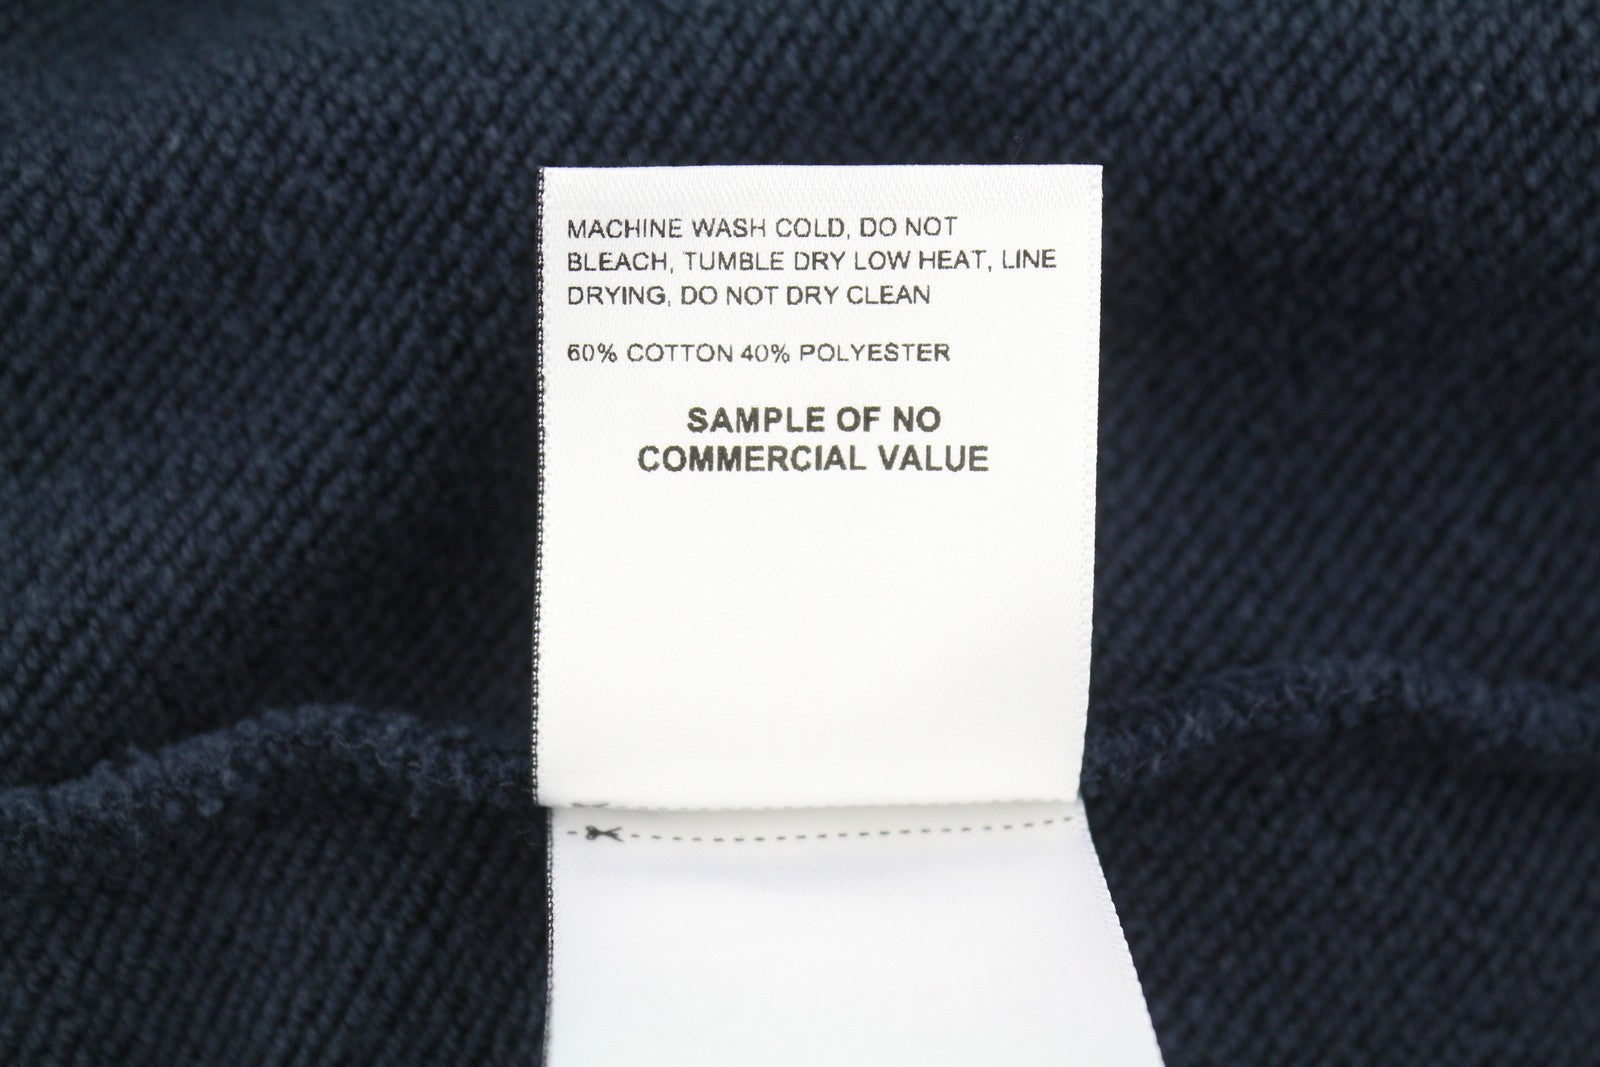 MACHINE WASH COLD, DO NOT
BLEACH, TUMBLE DRY LOW HEAT, LINE
DRYING, DO NOT DRY CLEAN
60% COTTON 40% POLYESTER
SAMPLE OF NO
COMMERCIAL VALUE